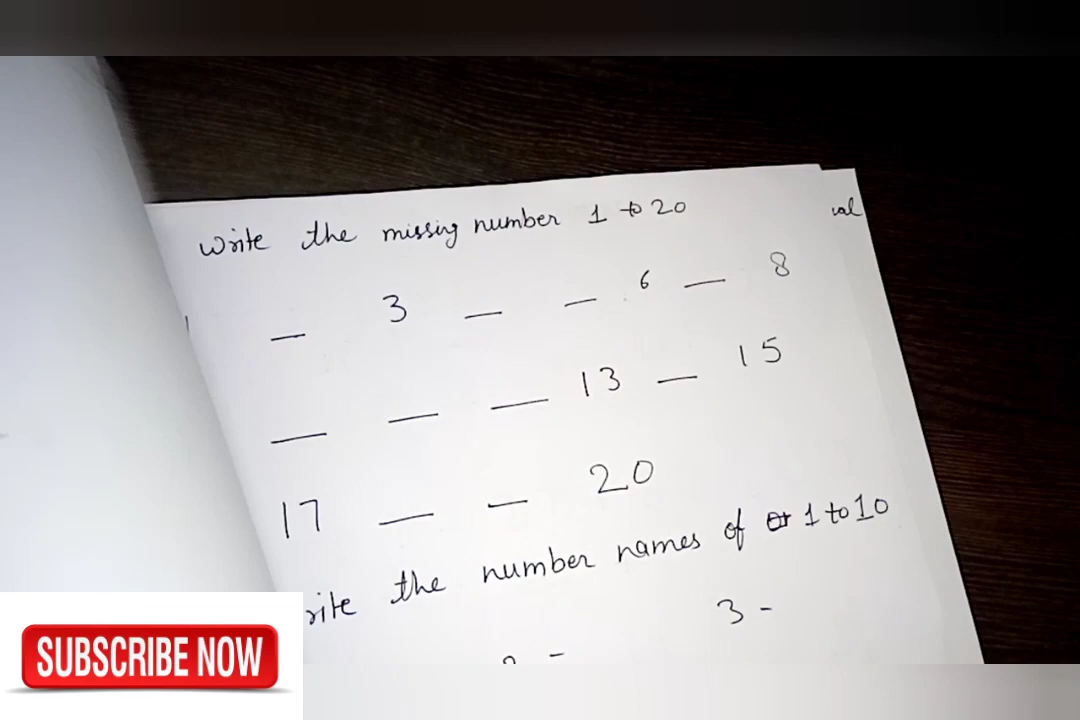 Write the missing number 1 to 20
— 3 — — 6 — 8
— — — 13 — 15
17 — — 20
the number names of 1 to 10
3 -
SUBSCRIBE NOW